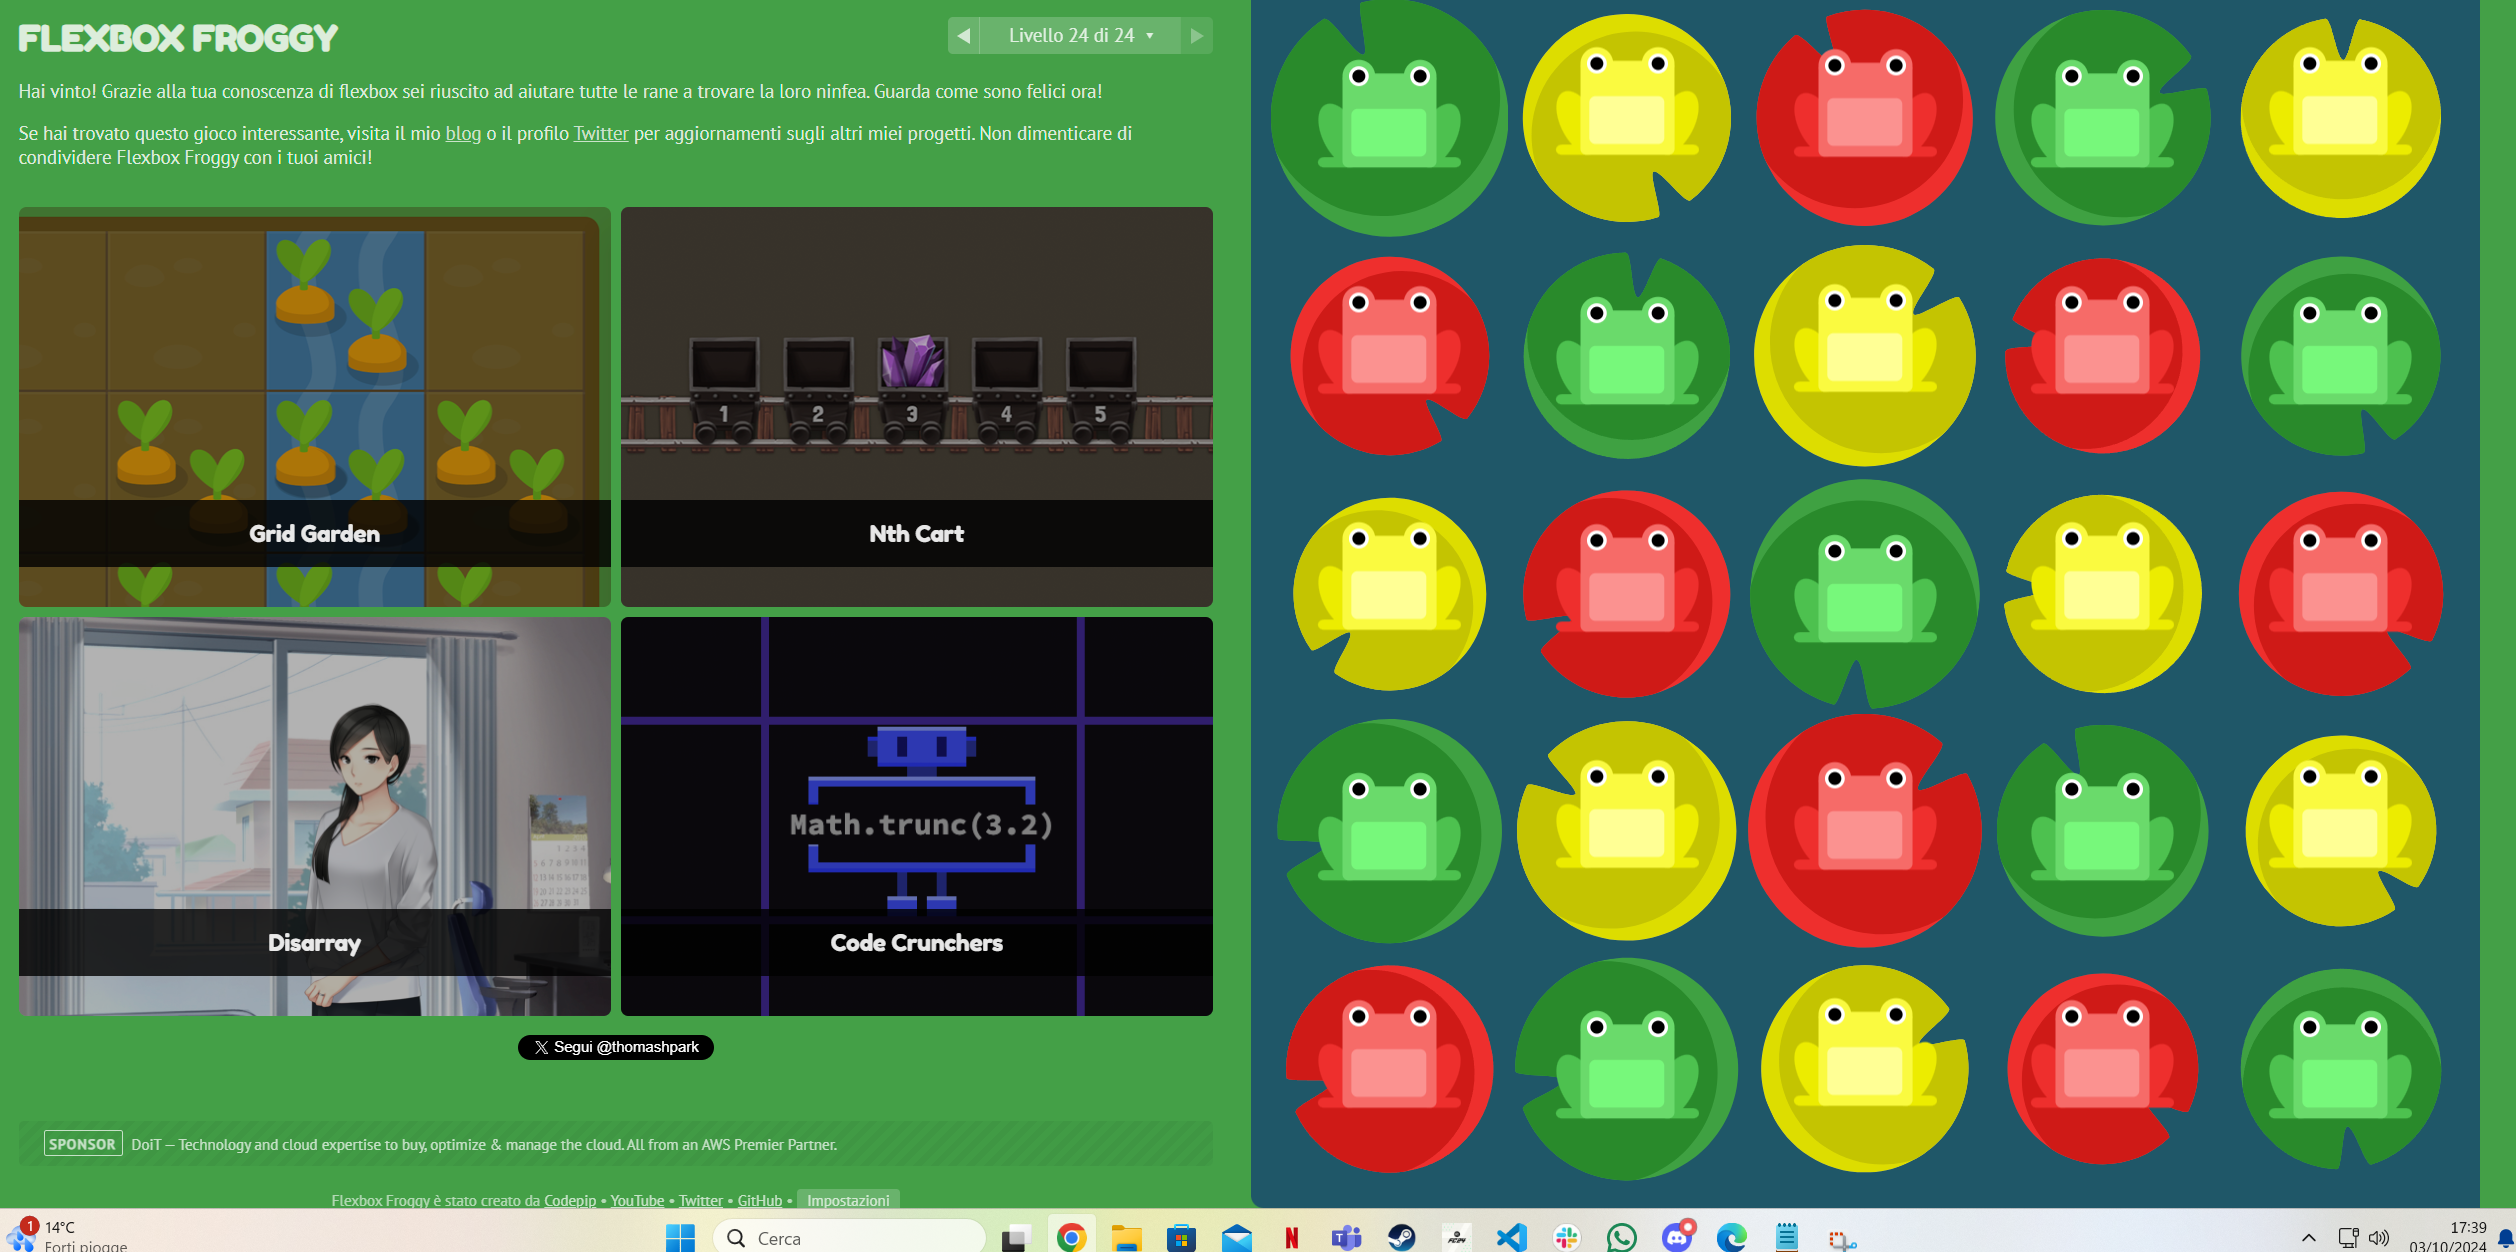 FLEXBOX FROGGY
◀ Livello 24 di 24 ▼ ▶
Hai vinto! Grazie alla tua conoscenza di flexbox sei riuscito ad aiutare tutte le rane a trovare la loro ninfea. Guarda come sono felici ora!
Se hai trovato questo gioco interessante, visita il mio blog o il profilo Twitter per aggiornamenti sugli altri miei progetti. Non dimenticare di
condividere Flexbox Froggy con i tuoi amici!
1 2 3 4 5
Grid Garden
Nth Cart
Math.trunc(3.2)
Disarray
Code Crunchers
Segui @thomashpark
SPONSOR DoiT — Technology and cloud expertise to buy, optimize & manage the cloud. All from an AWS Premier Partner.
Flexbox Froggy è stato creato da Codepip • YouTube • Twitter • GitHub • Impostazioni
1
14°C
Forti piogge
Cerca
17:39
03/10/2024